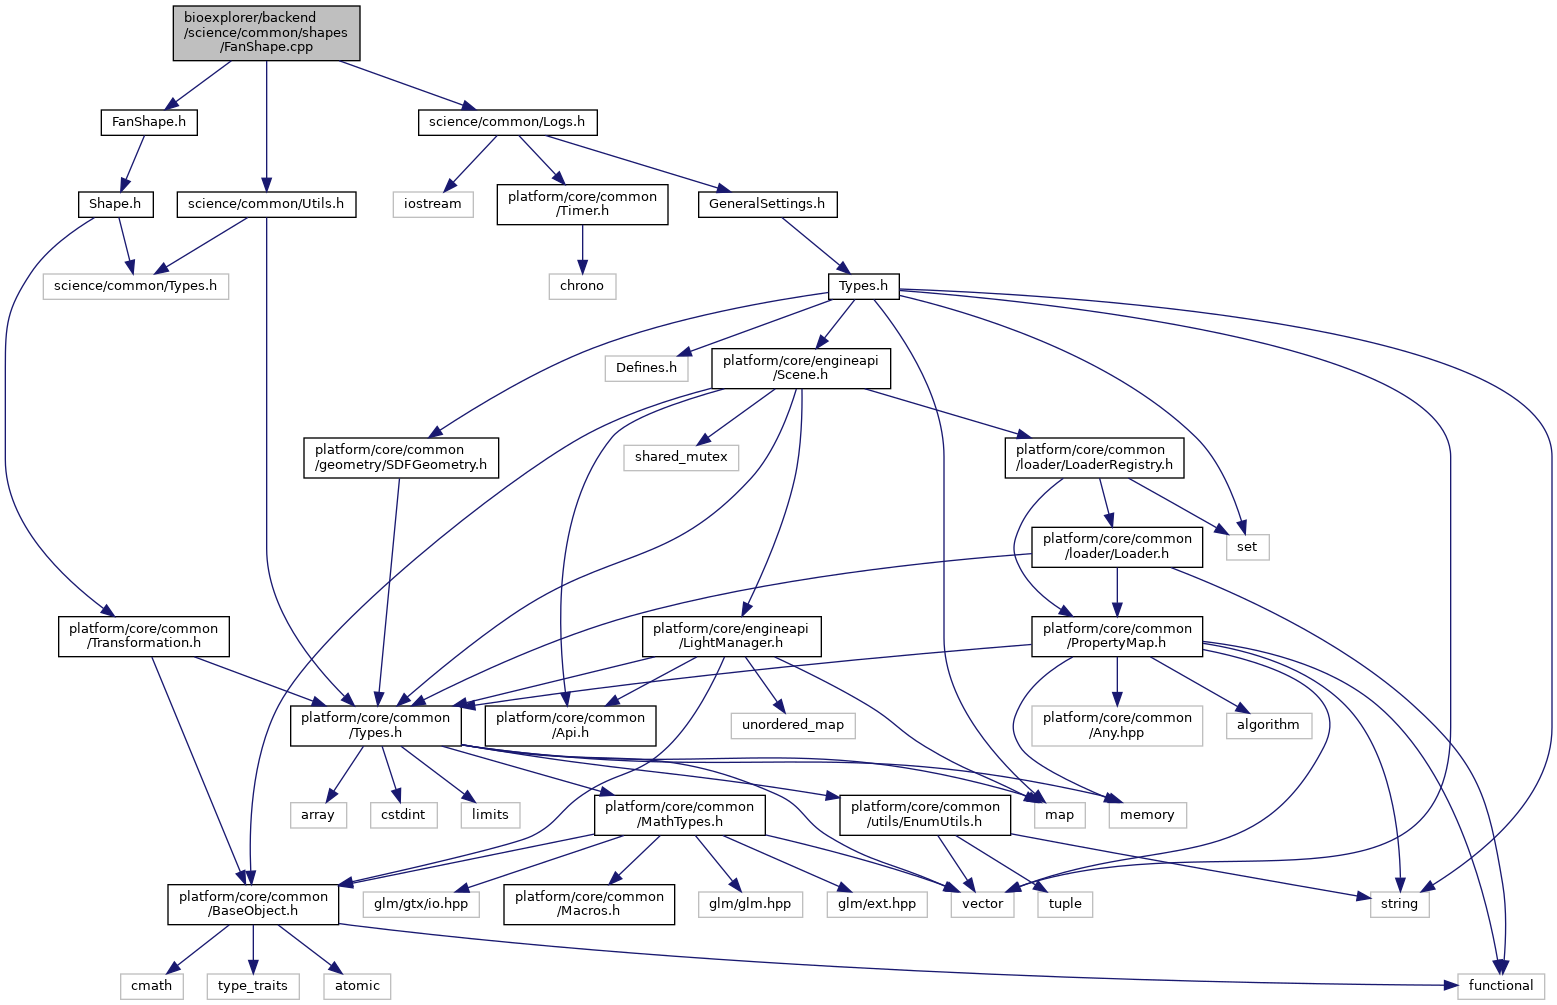 bioexplorer/backend
/science/common/shapes
/FanShape.cpp
FanShape.h
science/common/Logs.h
Shape.h
science/common/Utils.h
iostream
platform/core/common
/Timer.h
GeneralSettings.h
science/common/Types.h
chrono
Types.h
Defines.h
platform/core/engineapi
/Scene.h
platform/core/common
/geometry/SDFGeometry.h
shared_mutex
platform/core/common
/loader/LoaderRegistry.h
platform/core/common
/loader/Loader.h
set
platform/core/common
/Transformation.h
platform/core/engineapi
/LightManager.h
platform/core/common
/PropertyMap.h
platform/core/common
/Types.h
platform/core/common
/Api.h
unordered_map
platform/core/common
/Any.hpp
algorithm
array
cstdint
limits
platform/core/common
/MathTypes.h
platform/core/common
/utils/EnumUtils.h
map
memory
platform/core/common
/BaseObject.h
glm/gtx/io.hpp
platform/core/common
/Macros.h
glm/glm.hpp
glm/ext.hpp
vector
tuple
string
cmath
type_traits
atomic
functional